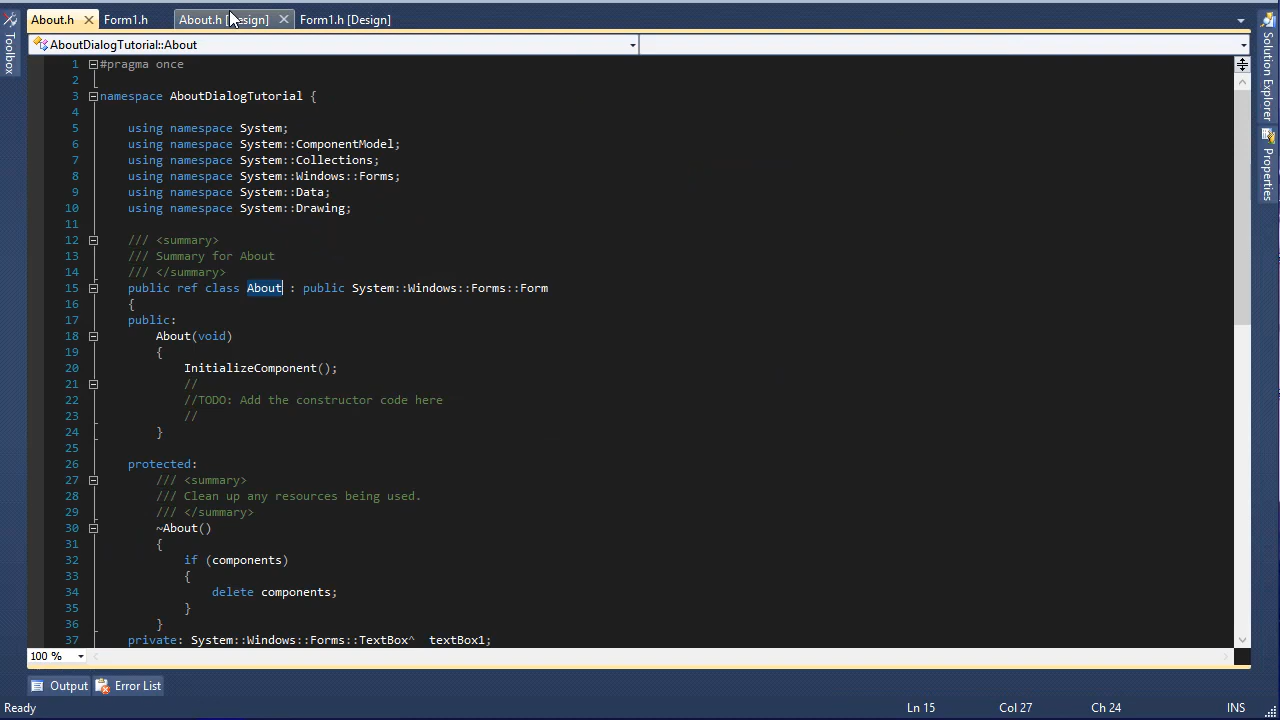 About.h Form1.h About.h [Design] Form1.h [Design]
Toolbox
AboutDialogTutorial::About
Solution Explorer
Properties
1 #pragma once
2
3 namespace AboutDialogTutorial {
4
5 using namespace System;
6 using namespace System::ComponentModel;
7 using namespace System::Collections;
8 using namespace System::Windows::Forms;
9 using namespace System::Data;
10 using namespace System::Drawing;
11
12 /// <summary>
13 /// Summary for About
14 /// </summary>
15 public ref class About : public System::Windows::Forms::Form
16 {
17 public:
18 About(void)
19 {
20 InitializeComponent();
21 //
22 //TODO: Add the constructor code here
23 //
24 }
25
26 protected:
27 /// <summary>
28 /// Clean up any resources being used.
29 /// </summary>
30 ~About()
31 {
32 if (components)
33 {
34 delete components;
35 }
36 }
37 private: System::Windows::Forms::TextBox^ textBox1;
100 %
Output Error List
Ready Ln 15 Col 27 Ch 24 INS